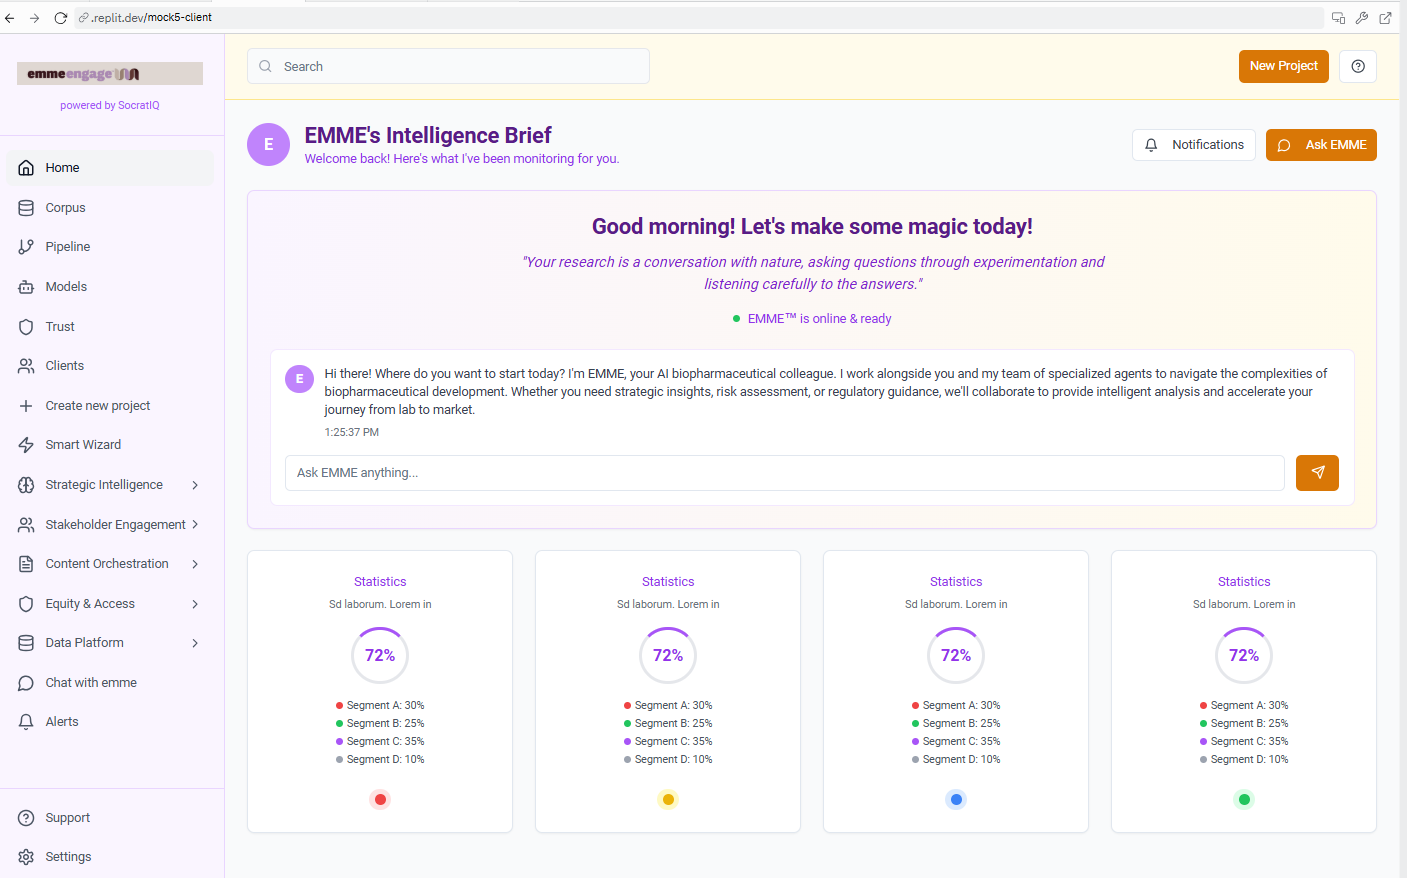 .replit.dev/mock5-client
emmeengage
powered by SocratIQ
Search
New Project
Home
Corpus
Pipeline
Models
Trust
Clients
Create new project
Smart Wizard
Strategic Intelligence
Stakeholder Engagement
Content Orchestration
Equity & Access
Data Platform
Chat with emme
Alerts
Support
Settings
E
EMME's Intelligence Brief
Welcome back! Here's what I've been monitoring for you.
Notifications
Ask EMME
Good morning! Let's make some magic today!
"Your research is a conversation with nature, asking questions through experimentation and
listening carefully to the answers."
EMME™ is online & ready
E
Hi there! Where do you want to start today? I'm EMME, your AI biopharmaceutical colleague. I work alongside you and my team of specialized agents to navigate the complexities of
biopharmaceutical development. Whether you need strategic insights, risk assessment, or regulatory guidance, we'll collaborate to provide intelligent analysis and accelerate your
journey from lab to market.
1:25:37 PM
Ask EMME anything...
Statistics
Sd laborum. Lorem in
72%
Segment A: 30%
Segment B: 25%
Segment C: 35%
Segment D: 10%
Statistics
Sd laborum. Lorem in
72%
Segment A: 30%
Segment B: 25%
Segment C: 35%
Segment D: 10%
Statistics
Sd laborum. Lorem in
72%
Segment A: 30%
Segment B: 25%
Segment C: 35%
Segment D: 10%
Statistics
Sd laborum. Lorem in
72%
Segment A: 30%
Segment B: 25%
Segment C: 35%
Segment D: 10%